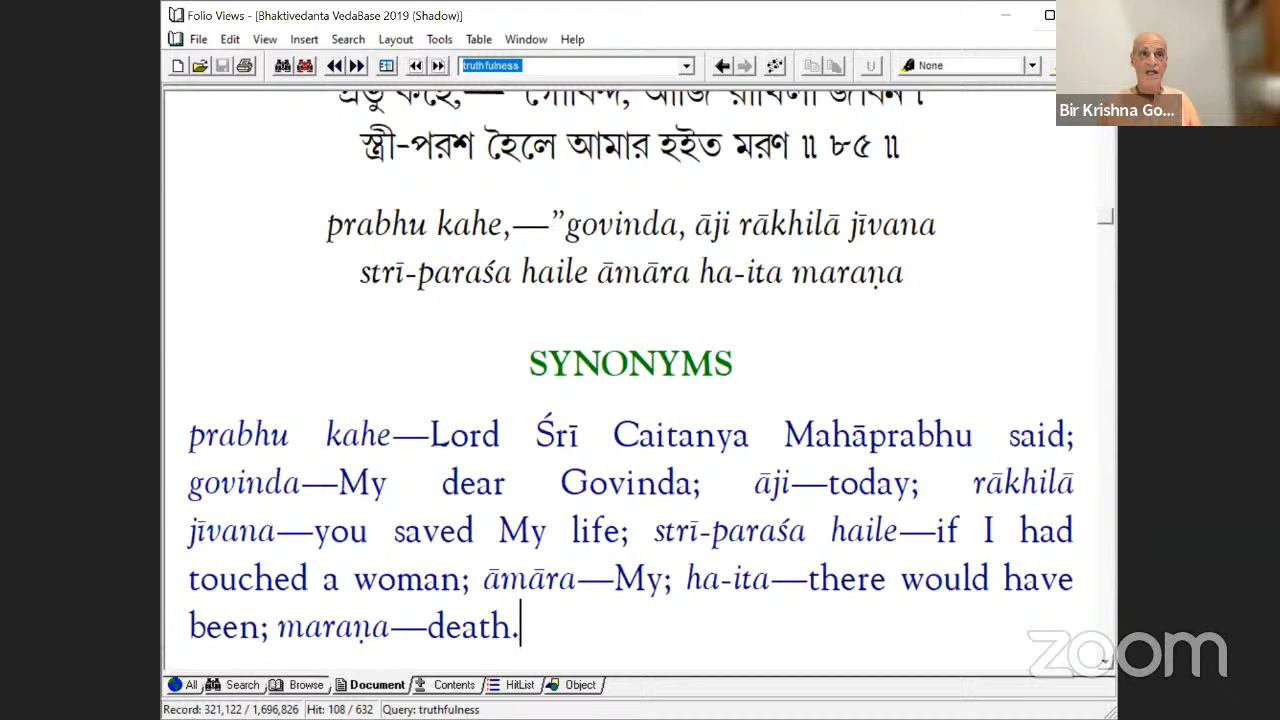 Folio Views - [Bhaktivedanta VedaBase 2019 (Shadow)]
File Edit View Insert Search Layout Tools Table Window Help
truthfulness
U
None
Bir Krishna Go...
প্রভু কহে,— "গোবিন্দ, আজি রাখিলা জীবন ।
স্ত্রী-পরশ হৈলে আমার হইত মরণ ॥ ৮৫ ॥
prabhu kahe,—”govinda, āji rākhilā jīvana
strī-paraśa haile āmāra ha-ita maraṇa
SYNONYMS
prabhu kahe—Lord Śrī Caitanya Mahāprabhu said;
govinda—My dear Govinda; āji—today; rākhilā
jīvana—you saved My life; strī-paraśa haile—if I had
touched a woman; āmāra—My; ha-ita—there would have
been; maraṇa—death.
zoom
All Search Browse Document Contents HitList Object
Record: 321,122 / 1,696,826 Hit: 108 / 632 Query: truthfulness